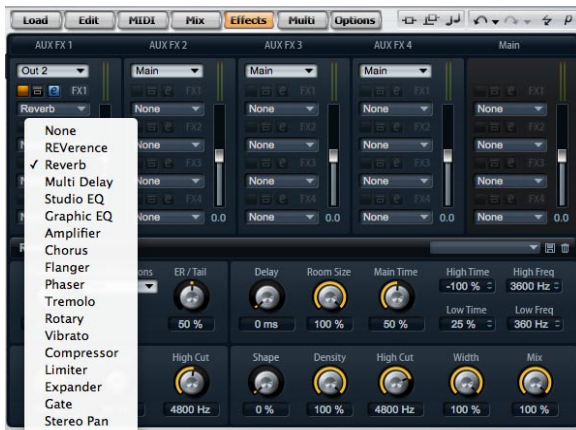 Load Edit MIDI Mix Effects Multi Options
AUX FX 1 AUX FX 2 AUX FX 3 AUX FX 4 Main
Out 2 Main Main Main
FX1 FX1 FX1 FX1 FX1
Reverb None None None None
FX2 FX2 FX2 FX2
None None None None
FX3 FX3 FX3 FX3
None None None None
FX4 FX4 FX4 FX4
None 0.0 None 0.0 None 0.0 None 0.0
None
REVerence
✓ Reverb
Multi Delay
Studio EQ
Graphic EQ
Amplifier
Chorus
Flanger
Phaser
Tremolo
Rotary
Vibrato
Compressor
Limiter
Expander
Gate
Stereo Pan
ER / Tail Delay Room Size Main Time High Time High Freq
-100 % 3600 Hz
Low Time Low Freq
50 % 0 ms 100 % 50 % 25 % 360 Hz
High Cut Shape Density High Cut Width Mix
4800 Hz 0 % 100 % 4800 Hz 100 % 100 %